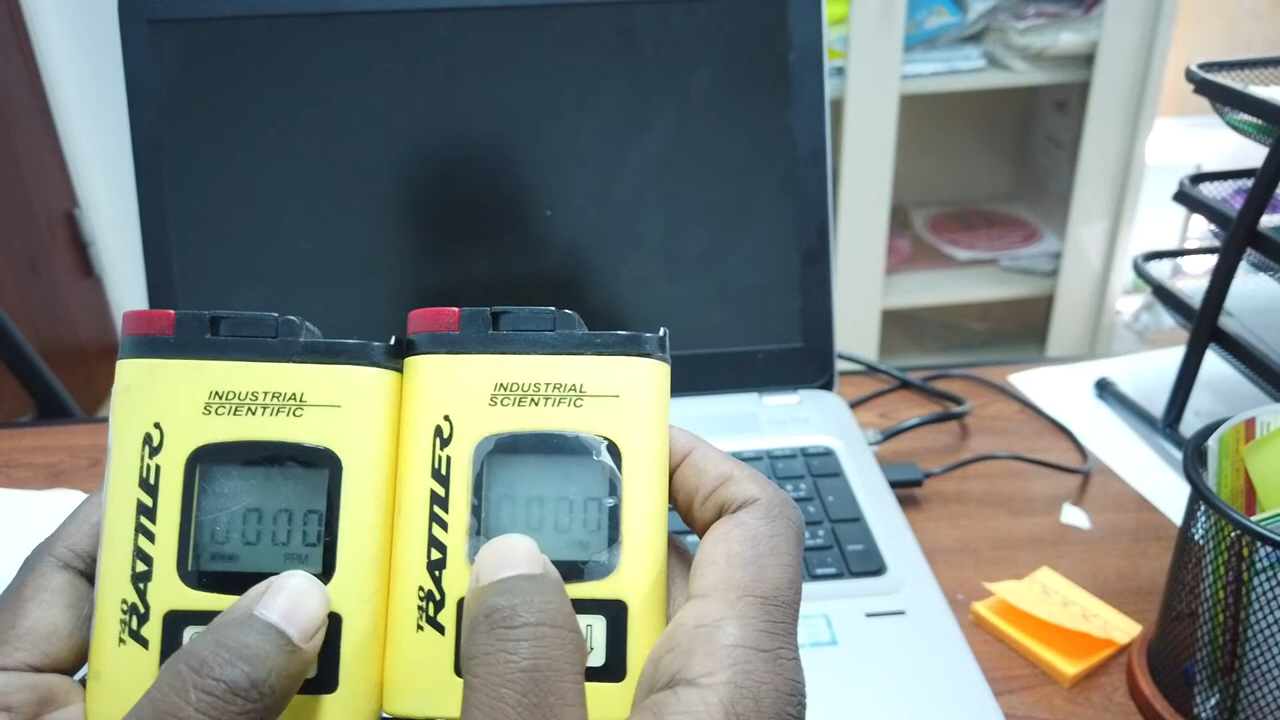 INDUSTRIAL
SCIENTIFIC
T40 RATTLER
0000
PPM
INDUSTRIAL
SCIENTIFIC
T40 RATTLER
0000